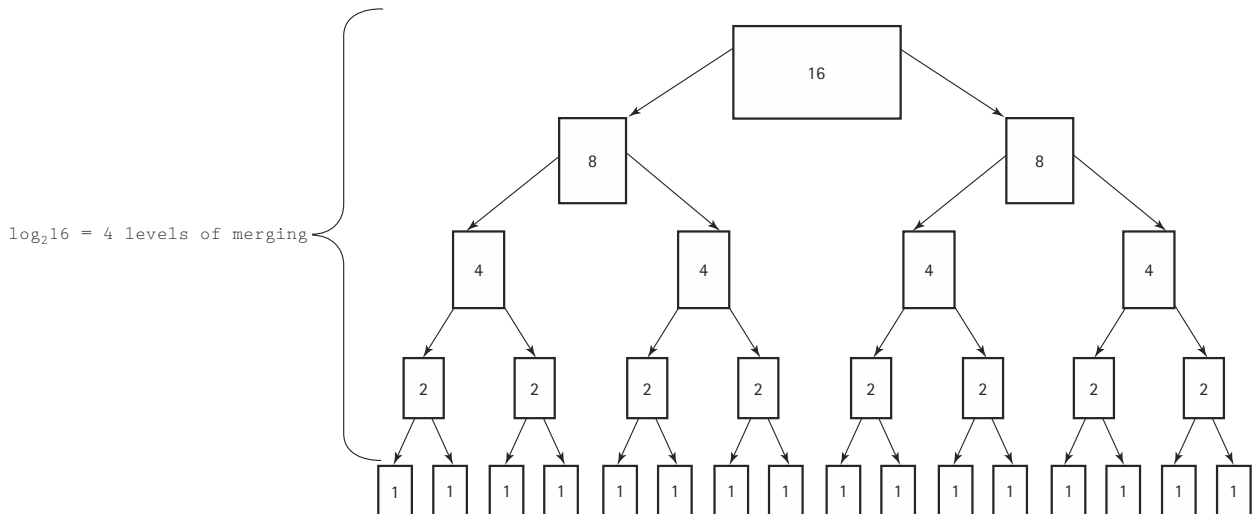 16
8 8
log₂16 = 4 levels of merging
4 4 4 4
2 2 2 2 2 2 2 2
1 1 1 1 1 1 1 1 1 1 1 1 1 1 1 1